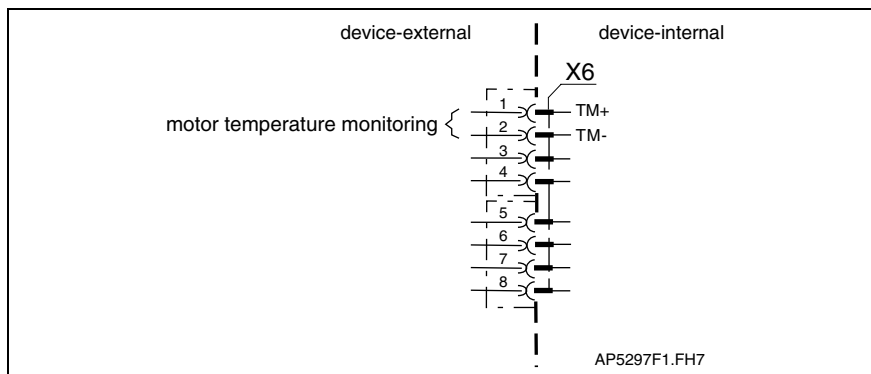 device-external
device-internal
X6
1
TM+
motor temperature monitoring
2
TM-
3
4
5
6
7
8
AP5297F1.FH7